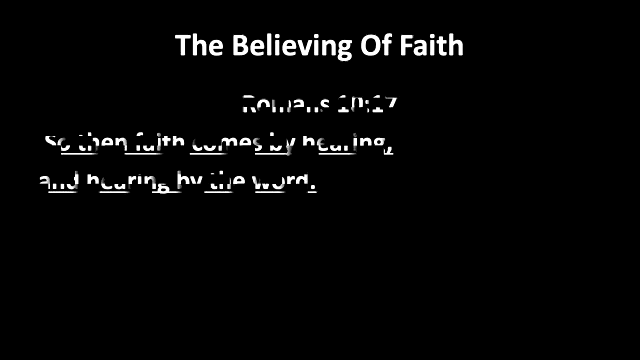 The Believing Of Faith
Romans 10:17
So then faith comes by hearing,
and hearing by the word.